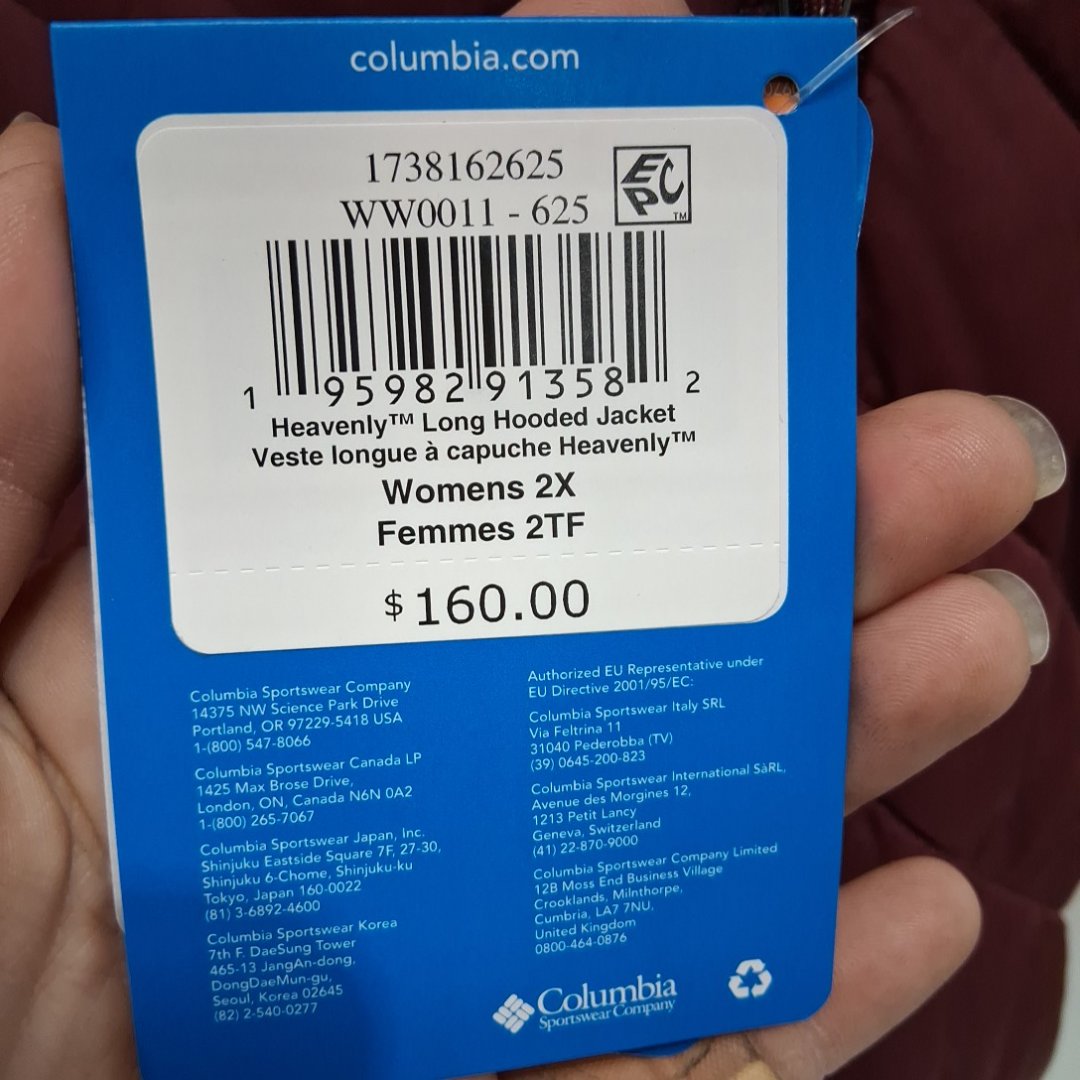 columbia.com
1738162625
WW0011 - 625
EPC
TM
1 95982 91358 2
Heavenly™ Long Hooded Jacket
Veste longue à capuche Heavenly™
Womens 2X
Femmes 2TF
$160.00
Columbia Sportswear Company
14375 NW Science Park Drive
Portland, OR 97229-5418 USA
1-(800) 547-8066
Columbia Sportswear Canada LP
1425 Max Brose Drive,
London, ON, Canada N6N 0A2
1-(800) 265-7067
Columbia Sportswear Japan, Inc.
Shinjuku Eastside Square 7F, 27-30,
Shinjuku 6-Chome, Shinjuku-ku
Tokyo, Japan 160-0022
(81) 3-6892-4600
Columbia Sportswear Korea
7th F. DaeSung Tower
465-13 JangAn-dong,
DongDaeMun-gu,
Seoul, Korea 02645
(82) 2-540-0277
Authorized EU Representative under
EU Directive 2001/95/EC:
Columbia Sportswear Italy SRL
Via Feltrina 11
31040 Pederobba (TV)
(39) 0645-200-823
Columbia Sportswear International SàRL,
Avenue des Morgines 12,
1213 Petit Lancy
Geneva, Switzerland
(41) 22-870-9000
Columbia Sportswear Company Limited
12B Moss End Business Village
Crooklands, Milnthorpe,
Cumbria, LA7 7NU,
United Kingdom
0800-464-0876
Columbia
Sportswear Company